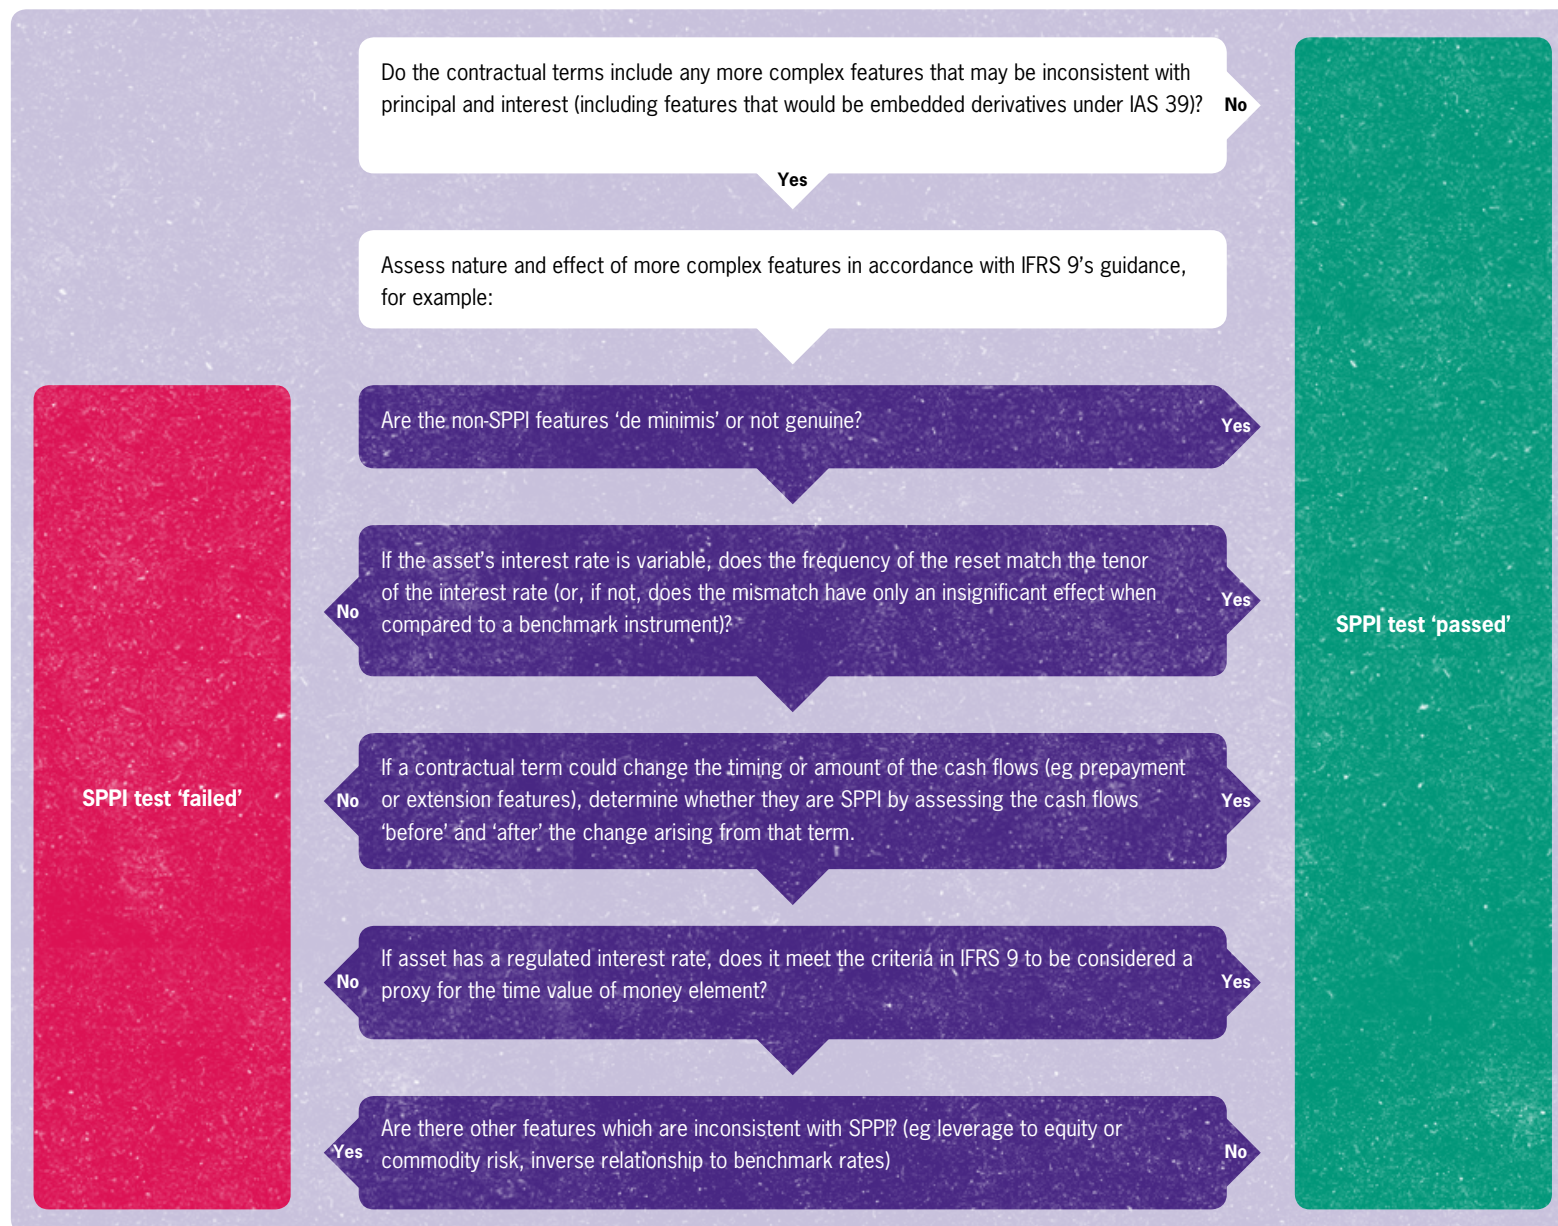 Do the contractual terms include any more complex features that may be inconsistent with
principal and interest (including features that would be embedded derivatives under IAS 39)?
No
Yes
Assess nature and effect of more complex features in accordance with IFRS 9’s guidance,
for example:
Are the non-SPPI features ‘de minimis’ or not genuine?
Yes
If the asset’s interest rate is variable, does the frequency of the reset match the tenor
of the interest rate (or, if not, does the mismatch have only an insignificant effect when
compared to a benchmark instrument)?
No
Yes
If a contractual term could change the timing or amount of the cash flows (eg prepayment
or extension features), determine whether they are SPPI by assessing the cash flows
‘before’ and ‘after’ the change arising from that term.
No
Yes
If asset has a regulated interest rate, does it meet the criteria in IFRS 9 to be considered a
proxy for the time value of money element?
No
Yes
Are there other features which are inconsistent with SPPI? (eg leverage to equity or
commodity risk, inverse relationship to benchmark rates)
Yes
No
SPPI test ‘failed’
SPPI test ‘passed’